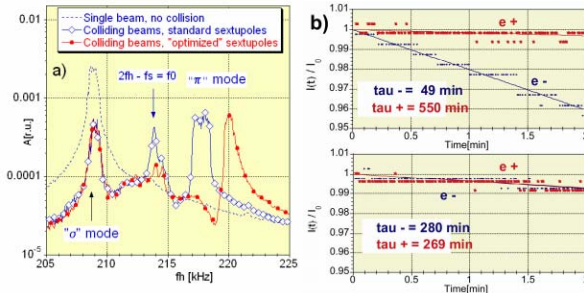 Single beam, no collision
Colliding beams, standard sextupoles
Colliding beams, "optimized" sextupoles
a)
2fh - fs = f0
"π" mode
"σ" mode
A[r.u.]
0.01
0.001
0.0001
10⁻⁵
205 210 215 220 225
fh [kHz]
b)
I(t) / I₀
1.01
1
0.99
0.98
0.97
0.96
0.95
e +
e -
tau - = 49 min
tau + = 550 min
0 0.5 1 1.5 2
Time[min]
I(t) / I₀
1.01
1
0.99
0.98
0.97
0.96
0.95
e +
e -
tau - = 280 min
tau + = 269 min
0 0.5 1 1.5 2
Time[min]